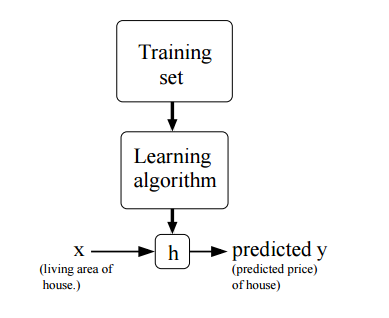 Training
set
Learning
algorithm
x
h
predicted y
(living area of
house.)
(predicted price)
of house)